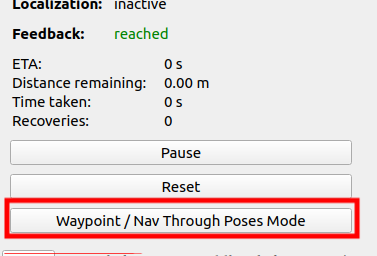 Localization: inactive
Feedback: reached
ETA: 0 s
Distance remaining: 0.00 m
Time taken: 0 s
Recoveries: 0
Pause
Reset
Waypoint / Nav Through Poses Mode